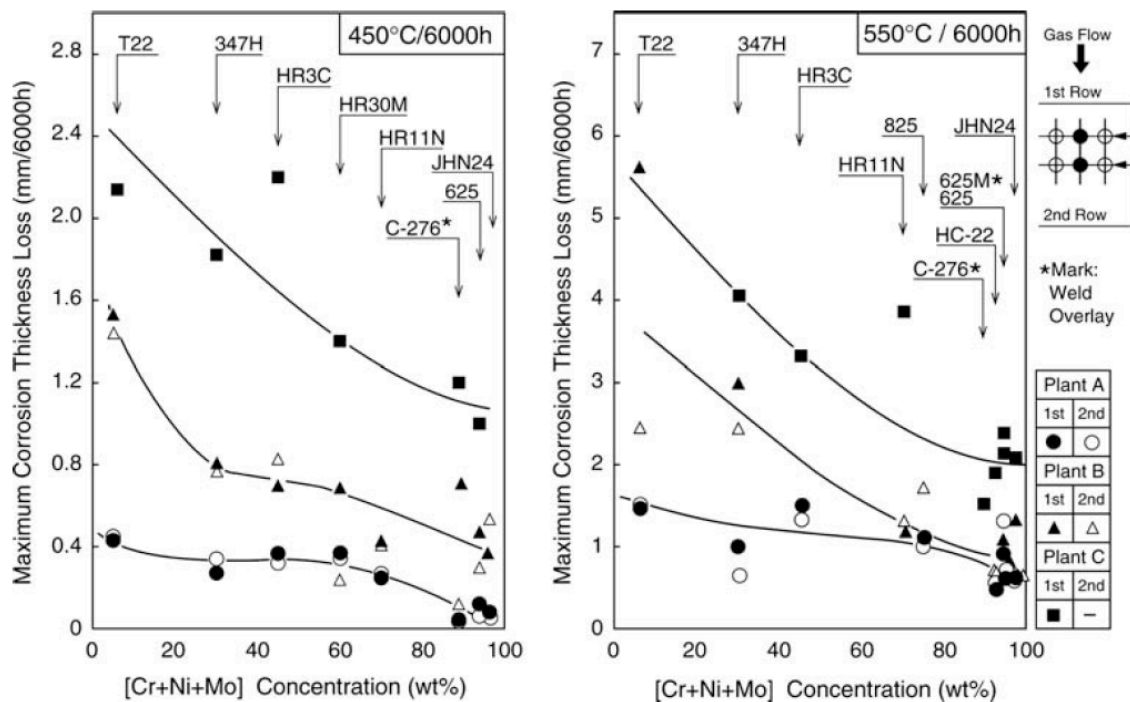 Maximum Corrosion Thickness Loss (mm/6000h)
2.8
2.4
2.0
1.6
1.2
0.8
0.4
0
450°C/6000h
T22
347H
HR3C
HR30M
HR11N
JHN24
625
C-276*
0 20 40 60 80 100
[Cr+Ni+Mo] Concentration (wt%)
Maximum Corrosion Thickness Loss (mm/6000h)
7
6
5
4
3
2
1
0
550°C / 6000h
T22
347H
HR3C
825
JHN24
HR11N
625M*
625
HC-22
C-276*
0 20 40 60 80 100
[Cr+Ni+Mo] Concentration (wt%)
Gas Flow
1st Row
2nd Row
*Mark:
Weld
Overlay
Plant A
1st 2nd
Plant B
1st 2nd
Plant C
1st 2nd
–